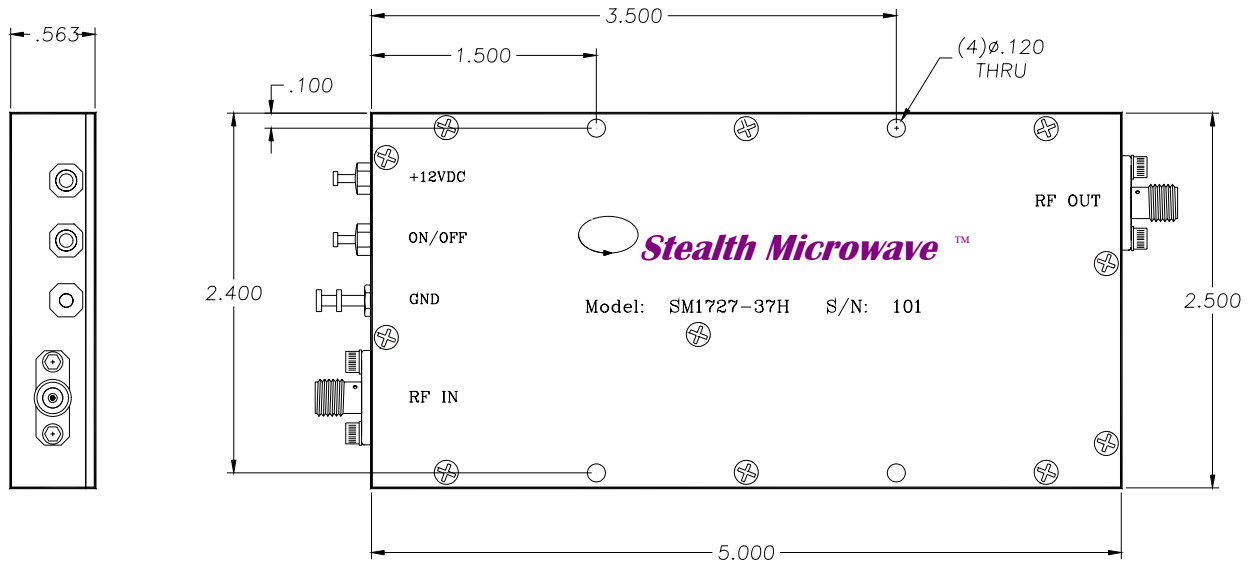 3.500
.563
1.500
(4)ø.120
THRU
.100
+12VDC
RF OUT
ON/OFF
Stealth Microwave ™
2.400
GND
2.500
Model: SM1727-37H S/N: 101
RF IN
5.000